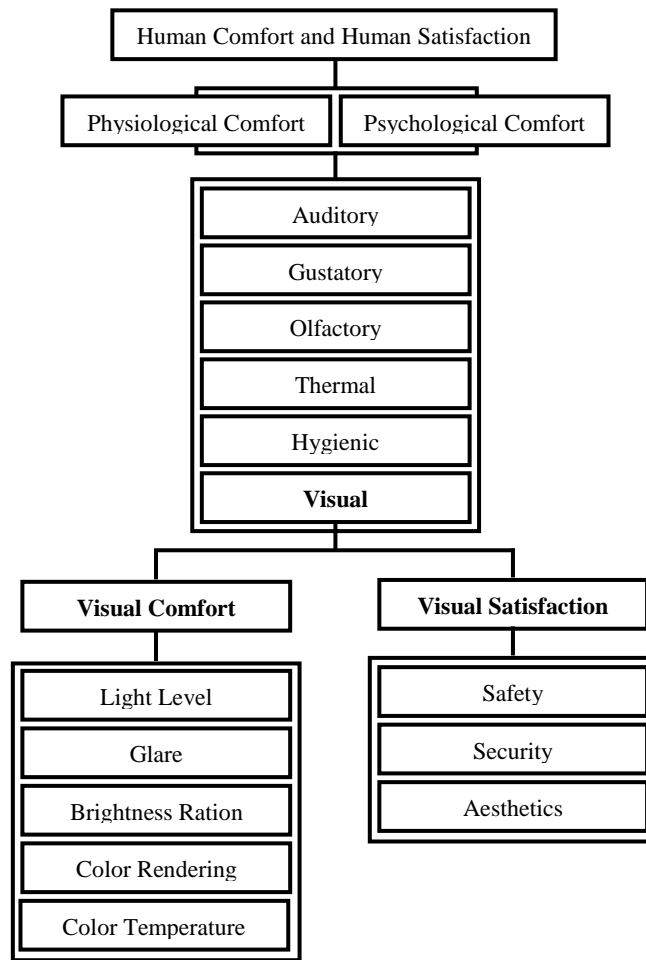 Human Comfort and Human Satisfaction
Physiological Comfort
Psychological Comfort
Auditory
Gustatory
Olfactory
Thermal
Hygienic
Visual
Visual Comfort
Visual Satisfaction
Light Level
Glare
Brightness Ration
Color Rendering
Color Temperature
Safety
Security
Aesthetics